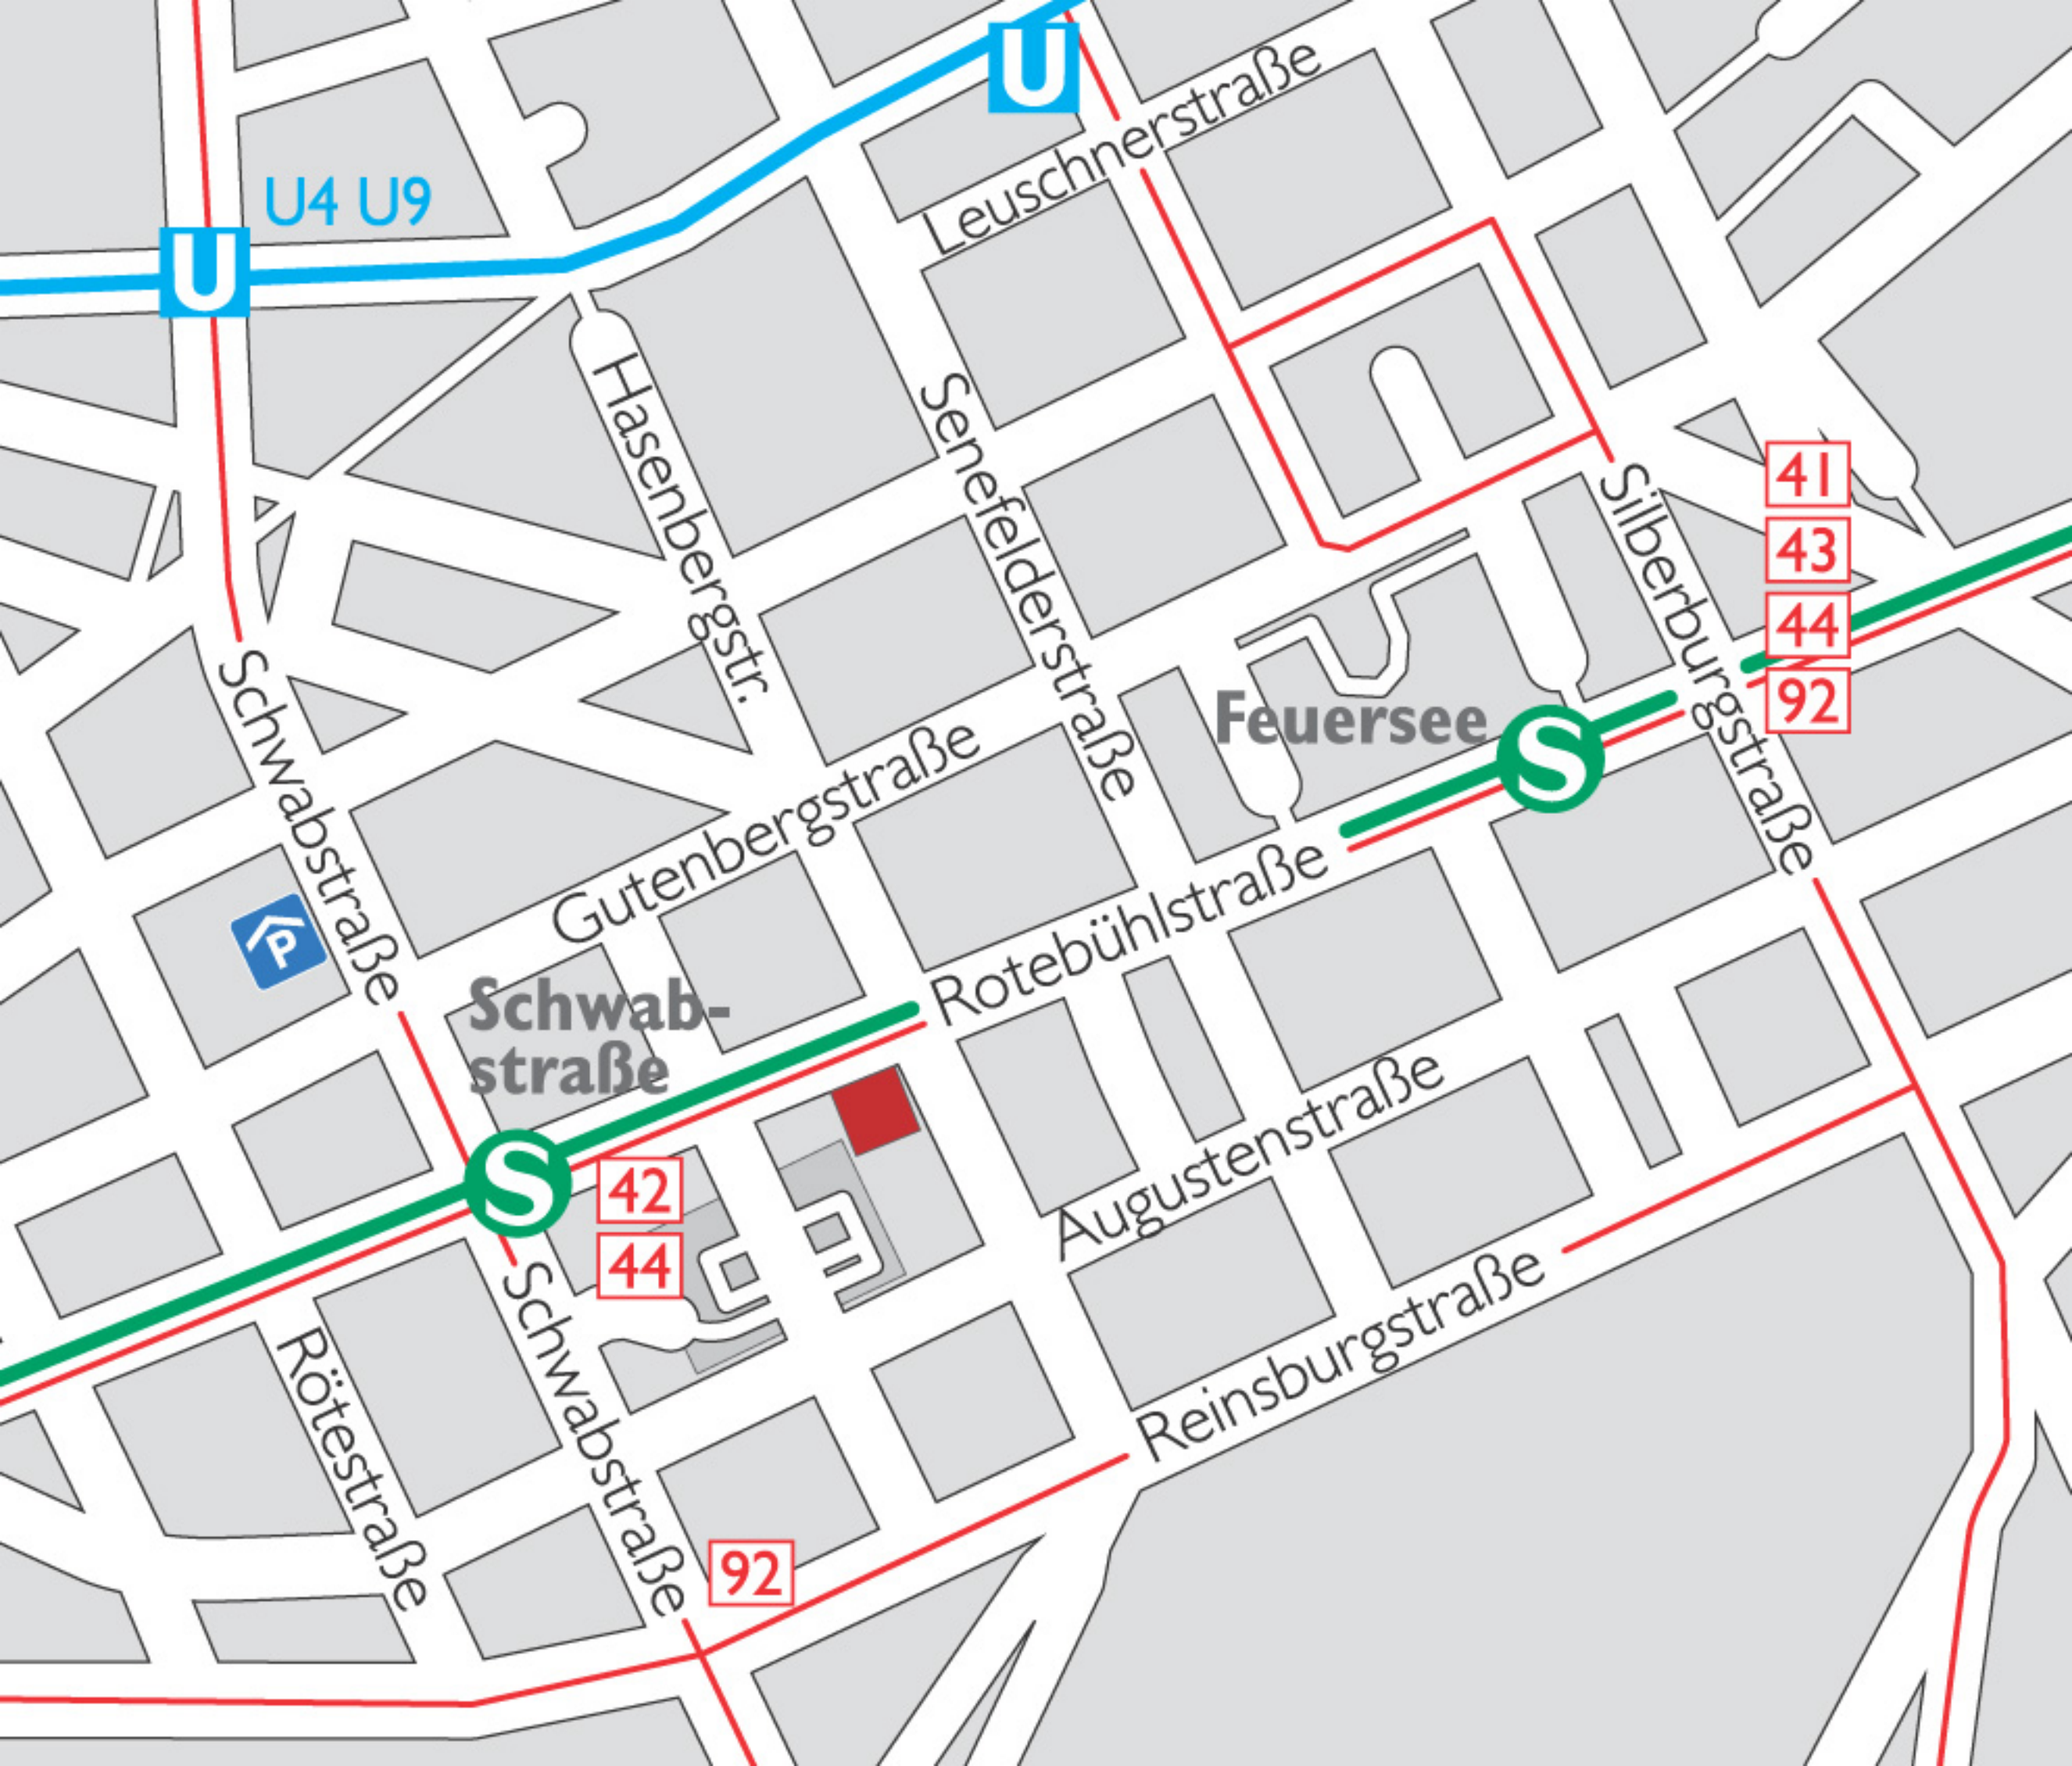 U
Leuschnerstraße
U4 U9
U
Hasenbergstr.
Senefelderstraße
41
43
44
92
Silberburgstraße
Schwabstraße
Feuersee
S
Gutenbergstraße
Rotebühlstraße
P
Schwab-
straße
S
42
44
Augustenstraße
Schwabstraße
Rötestraße
Reinsburgstraße
92